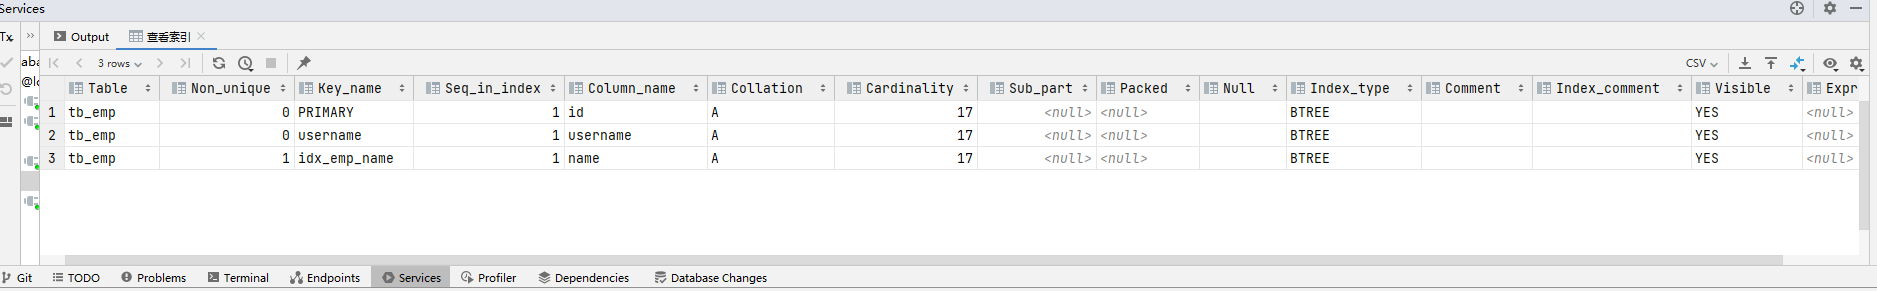 Services
Tx
Output
查看索引
aba
3 rows
CSV
@lo
Table Non_unique Key_name Seq_in_index Column_name Collation Cardinality Sub_part Packed Null Index_type Comment Index_comment Visible Expr
1 tb_emp 0 PRIMARY 1 id A 17 <null> <null> BTREE YES <null>
2 tb_emp 0 username 1 username A 17 <null> <null> BTREE YES <null>
3 tb_emp 1 idx_emp_name 1 name A 17 <null> <null> BTREE YES <null>
Git TODO Problems Terminal Endpoints Services Profiler Dependencies Database Changes